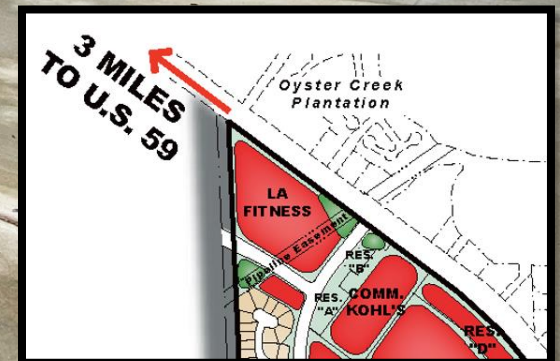 3 MILES
TO U.S. 59
Oyster Creek
Plantation
LA
FITNESS
Pipeline Easement
RES.
"B"
RES.
"A"
COMM.
KOHL'S
RES.
"D"